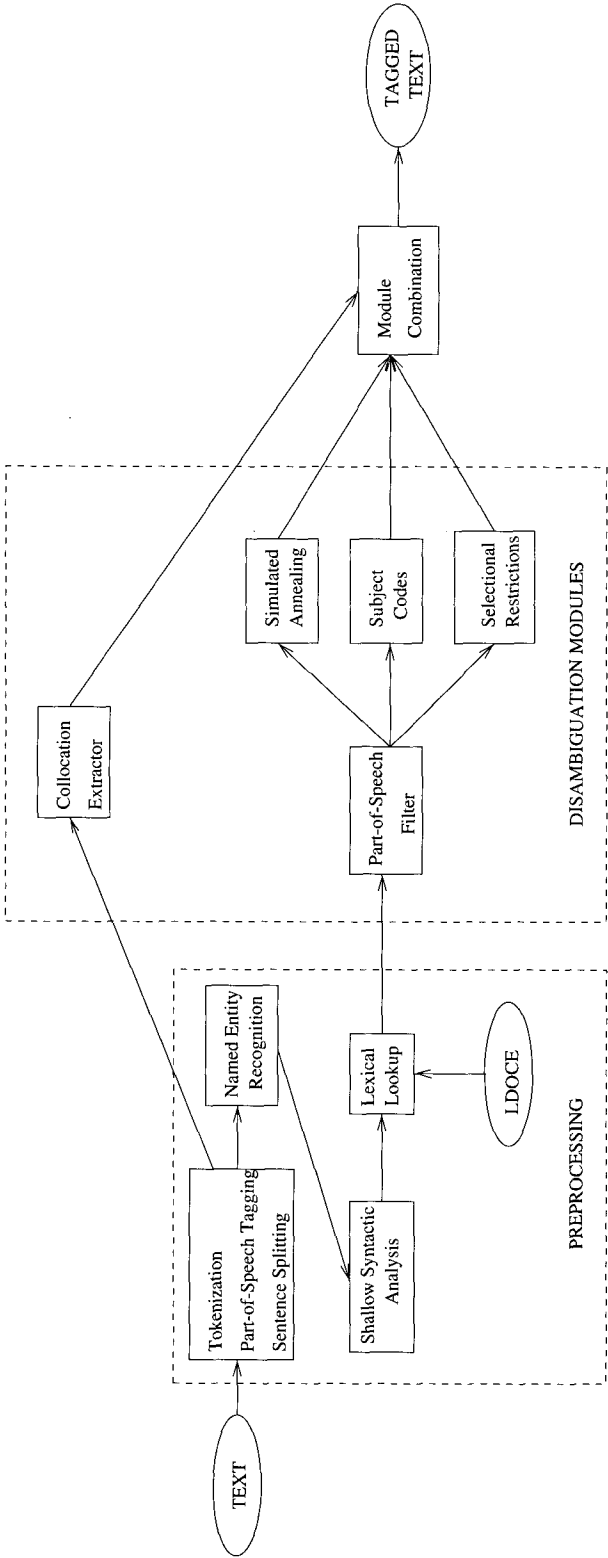 TEXT
Tokenization
Part-of-Speech Tagging
Sentence Splitting
Named Entity
Recognition
Shallow Syntactic
Analysis
Lexical
Lookup
LDOCE
PREPROCESSING
Collocation
Extractor
Part-of-Speech
Filter
Simulated
Annealing
Subject
Codes
Selectional
Restrictions
DISAMBIGUATION MODULES
Module
Combination
TAGGED
TEXT